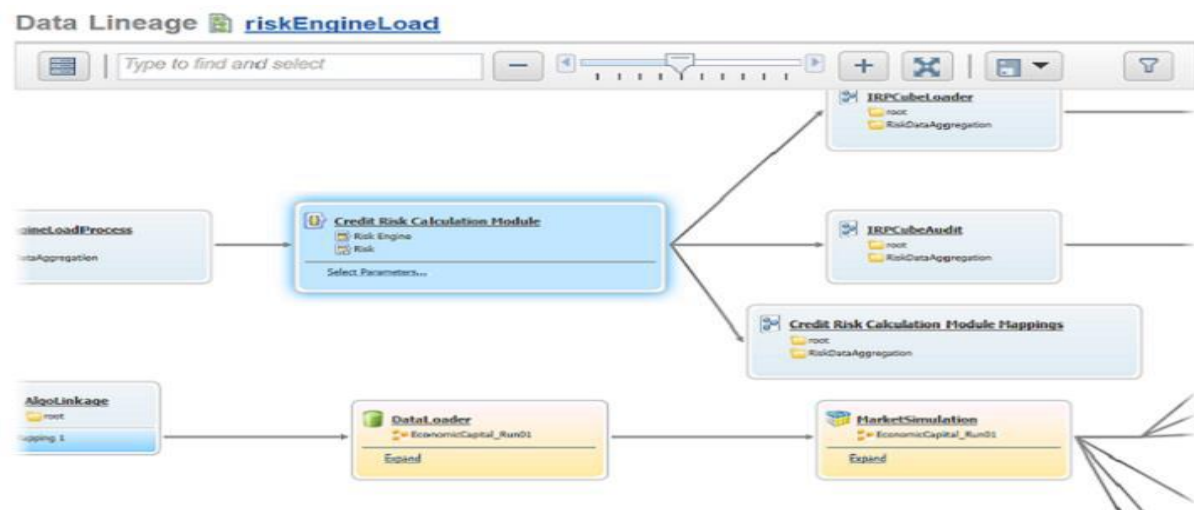 Data Lineage riskEngineLoad
Type to find and select
IRPCubeLoader
root
RiskDataAggregation
gineLoadProcess
ataAggregation
Credit Risk Calculation Module
Risk Engine
Risk
Select Parameters...
IRPCubeAudit
root
RiskDataAggregation
Credit Risk Calculation Module Mappings
root
RiskDataAggregation
AlgoLinkage
root
apping 1
DataLoader
EconomicCapital_Run01
Expand
MarketSimulation
EconomicCapital_Run01
Expand